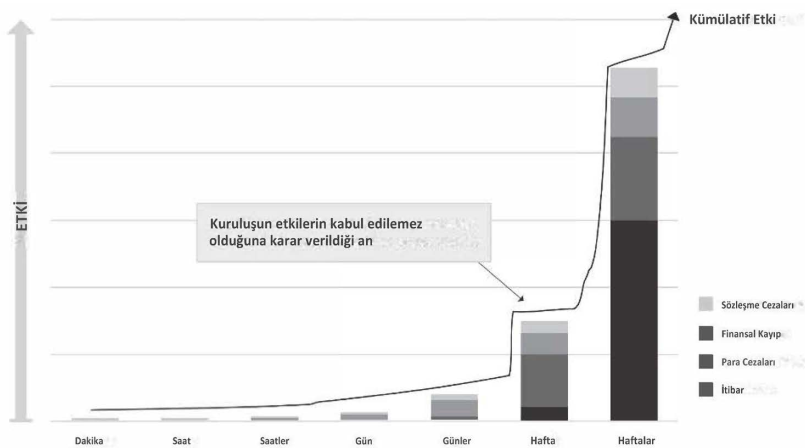 Kümülatif Etki
ETKİ
Kuruluşun etkilerin kabul edilemez
olduğuna karar verildiği an
Sözleşme Cezaları
Finansal Kayıp
Para Cezaları
İtibar
Dakika
Saat
Saatler
Gün
Günler
Hafta
Haftalar